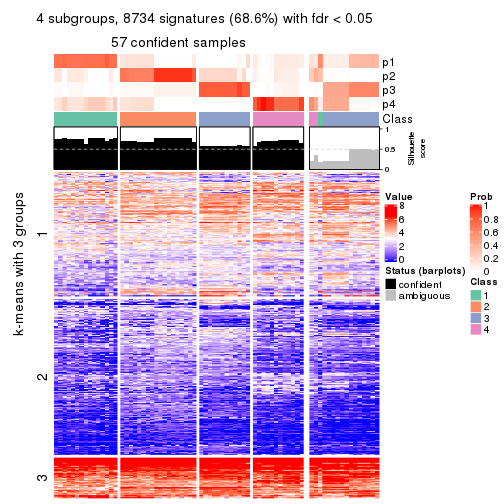 4 subgroups, 8734 signatures (68.6%) with fdr < 0.05
57 confident samples
p1
p2
p3
p4
Class
1
0.5
0
Silhouette
score
k-means with 3 groups
1
2
3
Value
8
6
4
2
0
Status (barplots)
confident
ambiguous
Prob
1
0.8
0.6
0.4
0.2
0
Class
1
2
3
4